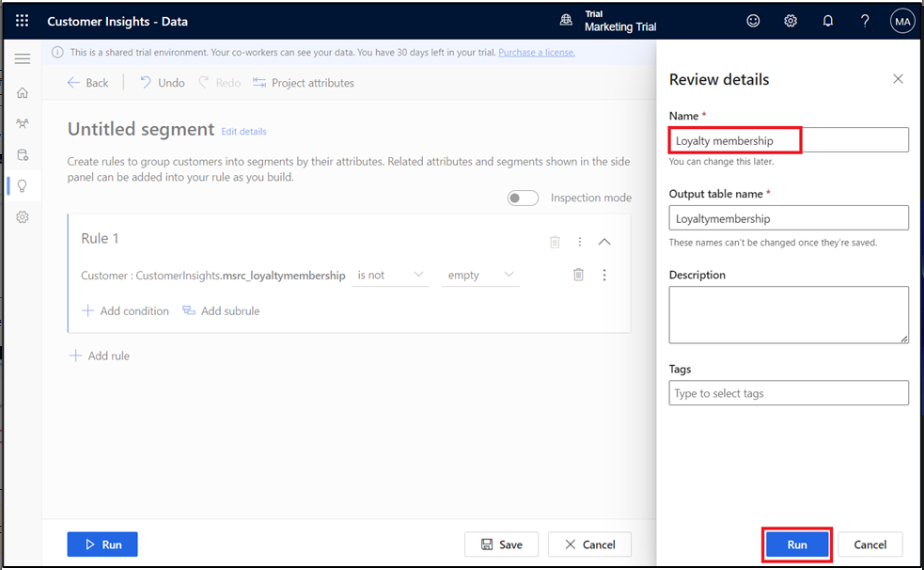 Customer Insights - Data
Trial
Marketing Trial
?
MA
This is a shared trial environment. Your co-workers can see your data. You have 30 days left in your trial. Purchase a license.
Back
Undo
Redo
Project attributes
Untitled segment Edit details
Create rules to group customers into segments by their attributes. Related attributes and segments shown in the side
panel can be added into your rule as you build.
Inspection mode
Rule 1
Customer : CustomerInsights.msrc_loyaltymembership is not empty
Add condition Add subrule
Add rule
Run
Save
Cancel
Review details
Name *
Loyalty membership
You can change this later.
Output table name *
Loyaltymembership
These names can't be changed once they're saved.
Description
Tags
Type to select tags
Run
Cancel